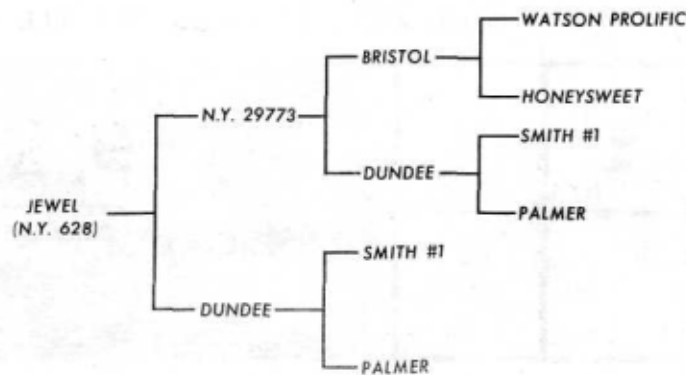 WATSON PROLIFIC
BRISTOL
HONEYSWEET
N.Y. 29773
SMITH #1
DUNDEE
JEWEL
(N.Y. 628)
PALMER
SMITH #1
DUNDEE
PALMER